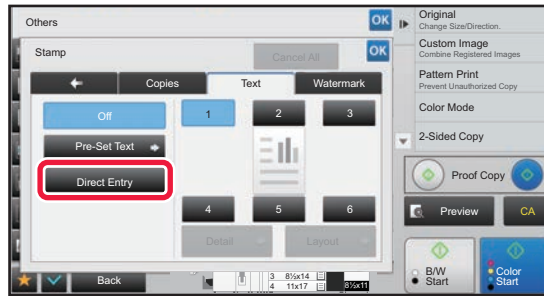 Others
OK
Stamp
Cancel All
OK
Copies
Text
Watermark
Off
1
2
3
Pre-Set Text
Direct Entry
4
5
6
Detail
Layout
Back
3 8½x14
4 11x17
8½x11
Original
Change Size/Direction.
Custom Image
Combine Registered Images
Pattern Print
Prevent Unauthorized Copy
Color Mode
2-Sided Copy
Proof Copy
Preview
CA
B/W
Start
Color
Start